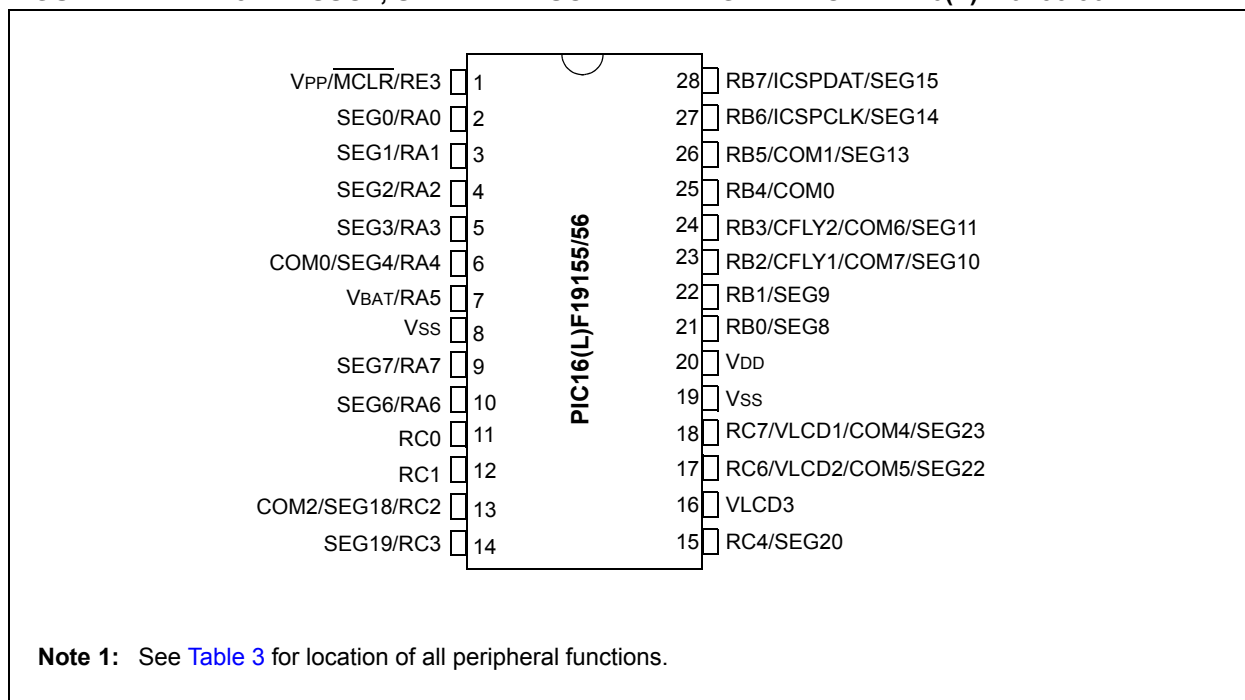 VPP/MCLR/RE3 1
SEG0/RA0 2
SEG1/RA1 3
SEG2/RA2 4
SEG3/RA3 5
COM0/SEG4/RA4 6
VBAT/RA5 7
VSS 8
SEG7/RA7 9
SEG6/RA6 10
RC0 11
RC1 12
COM2/SEG18/RC2 13
SEG19/RC3 14
PIC16(L)F19155/56
28 RB7/ICSPDAT/SEG15
27 RB6/ICSPCLK/SEG14
26 RB5/COM1/SEG13
25 RB4/COM0
24 RB3/CFLY2/COM6/SEG11
23 RB2/CFLY1/COM7/SEG10
22 RB1/SEG9
21 RB0/SEG8
20 VDD
19 VSS
18 RC7/VLCD1/COM4/SEG23
17 RC6/VLCD2/COM5/SEG22
16 VLCD3
15 RC4/SEG20
Note 1: See Table 3 for location of all peripheral functions.